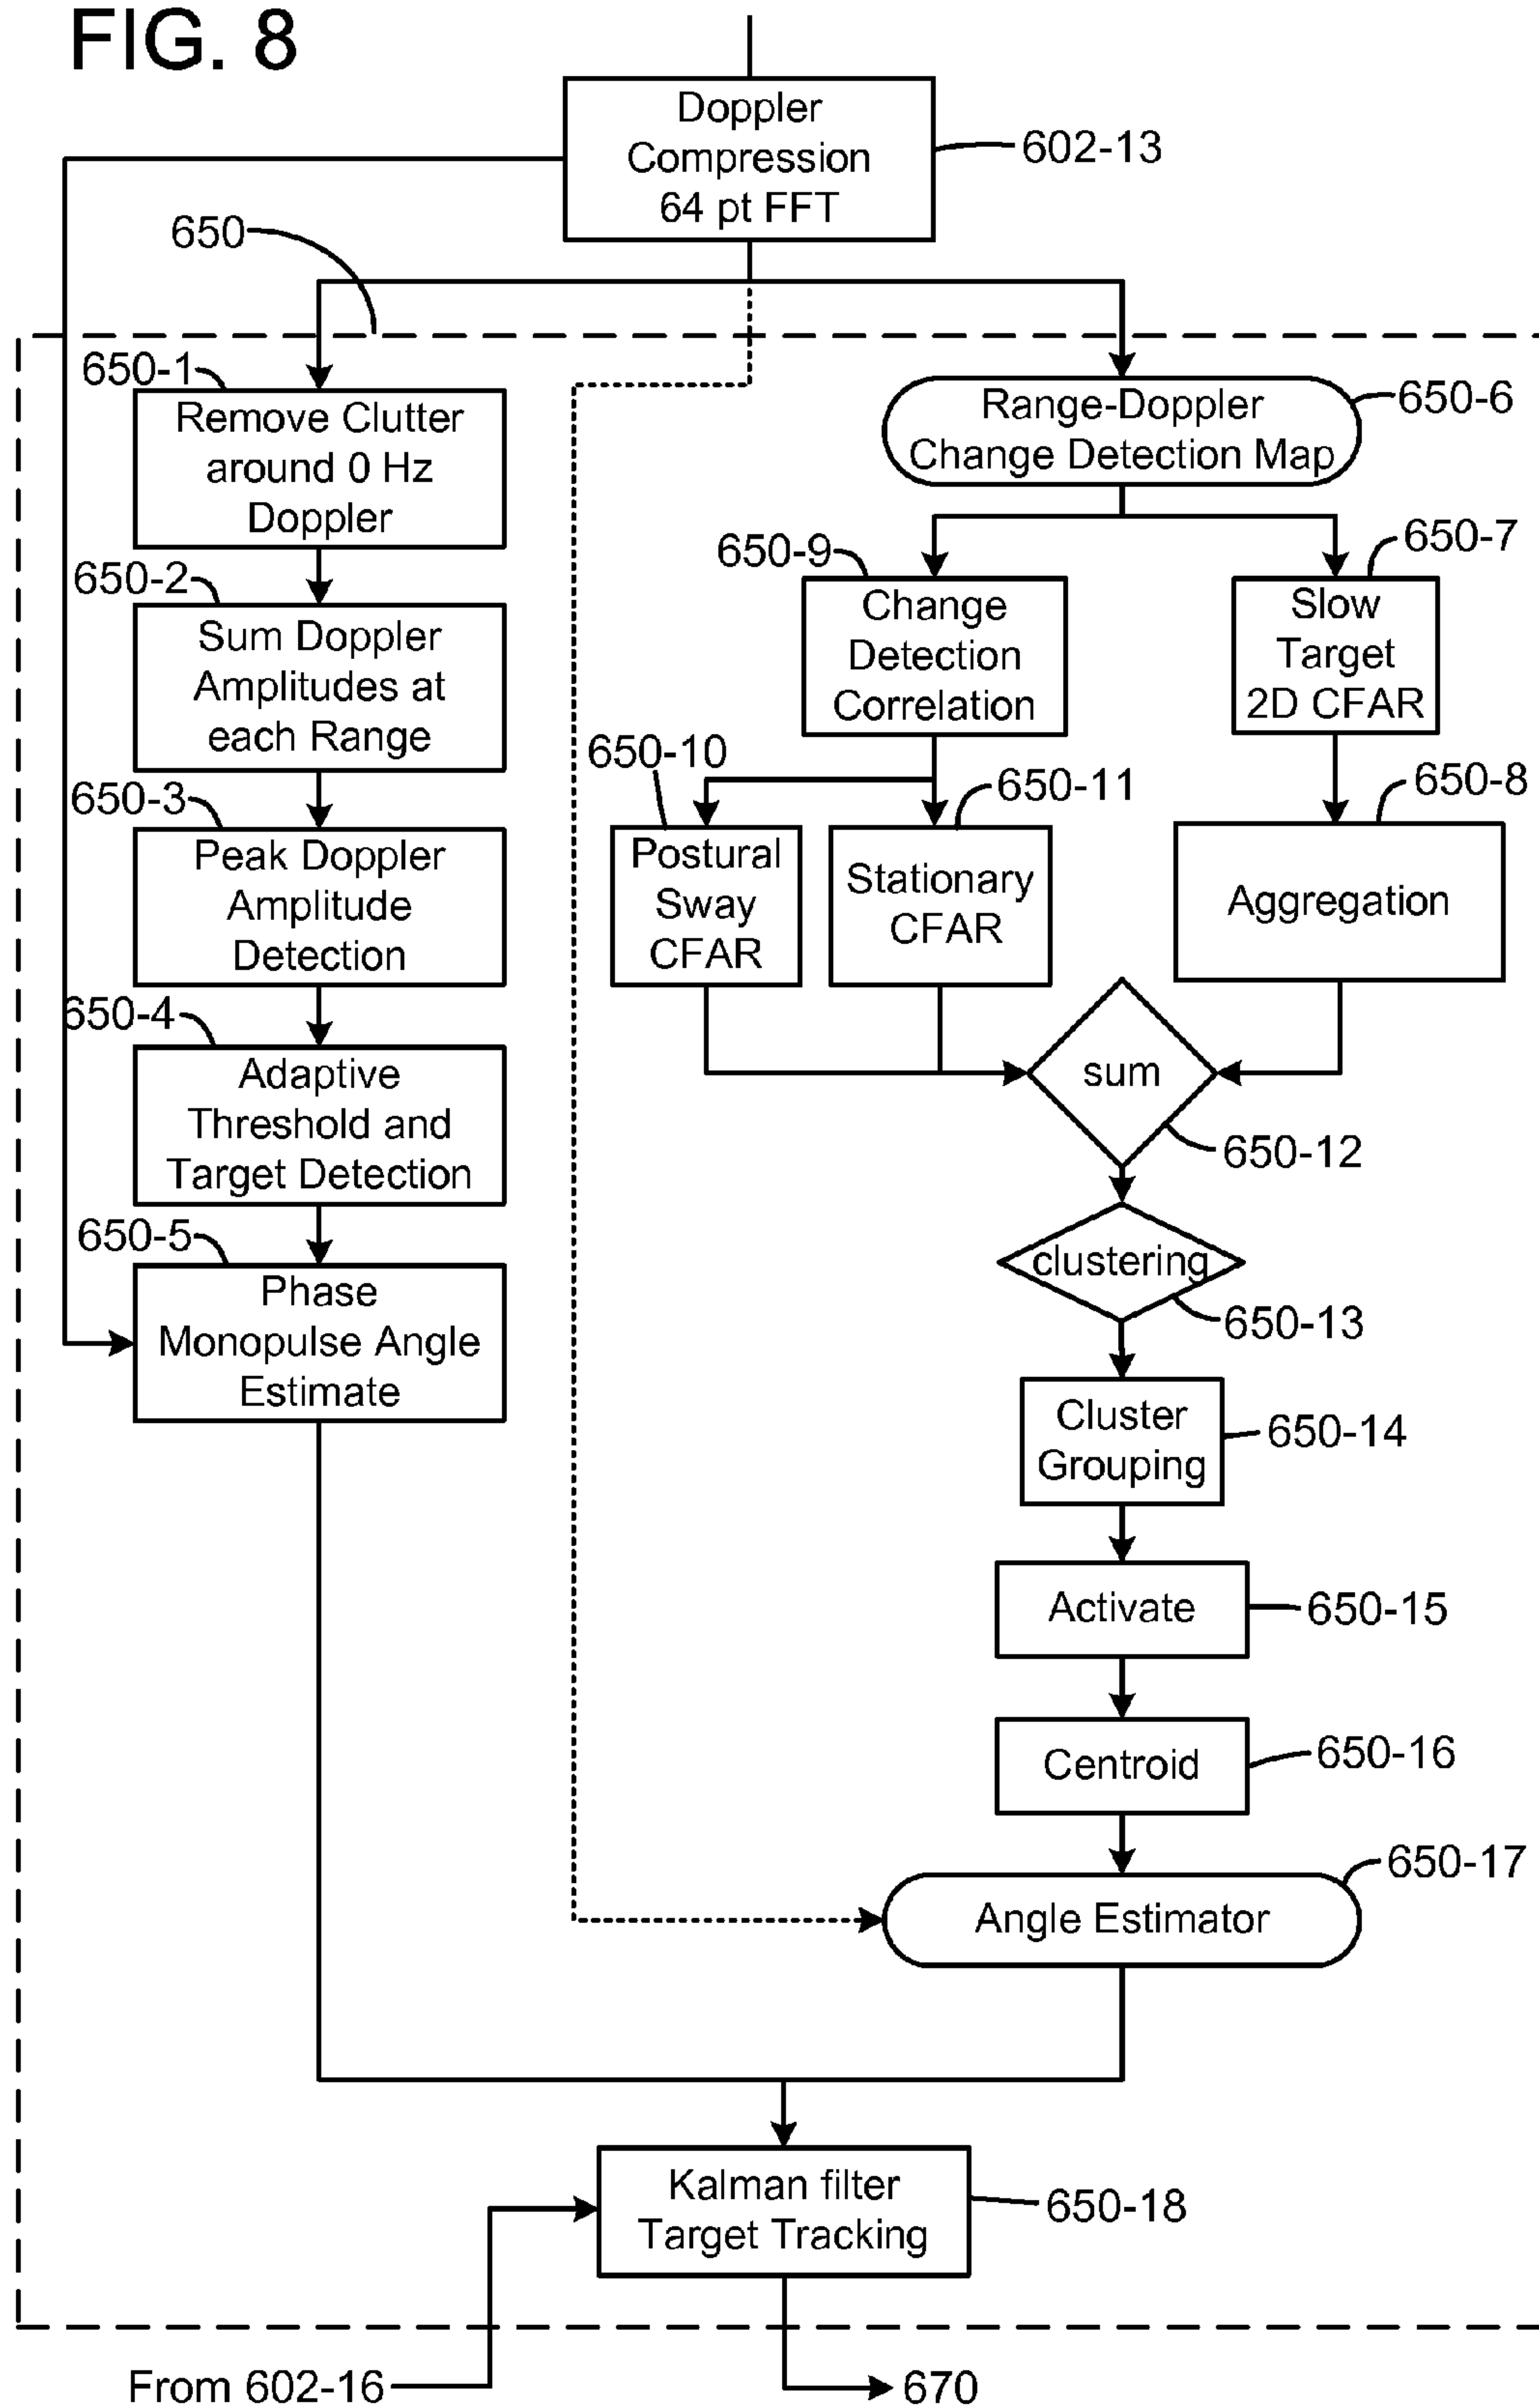 FIG. 8
Doppler
Compression
64 pt FFT
602-13
650
650-1
Remove Clutter
around 0 Hz
Doppler
650-2
Sum Doppler
Amplitudes at
each Range
650-3
Peak Doppler
Amplitude
Detection
650-4
Adaptive
Threshold and
Target Detection
650-5
Phase
Monopulse Angle
Estimate
Range-Doppler
Change Detection Map
650-6
650-9
Change
Detection
Correlation
650-7
Slow
Target
2D CFAR
650-10
Postural
Sway
CFAR
650-11
Stationary
CFAR
650-8
Aggregation
sum
650-12
clustering
650-13
Cluster
Grouping
650-14
Activate
650-15
Centroid
650-16
650-17
Angle Estimator
Kalman filter
Target Tracking
650-18
From 602-16
670